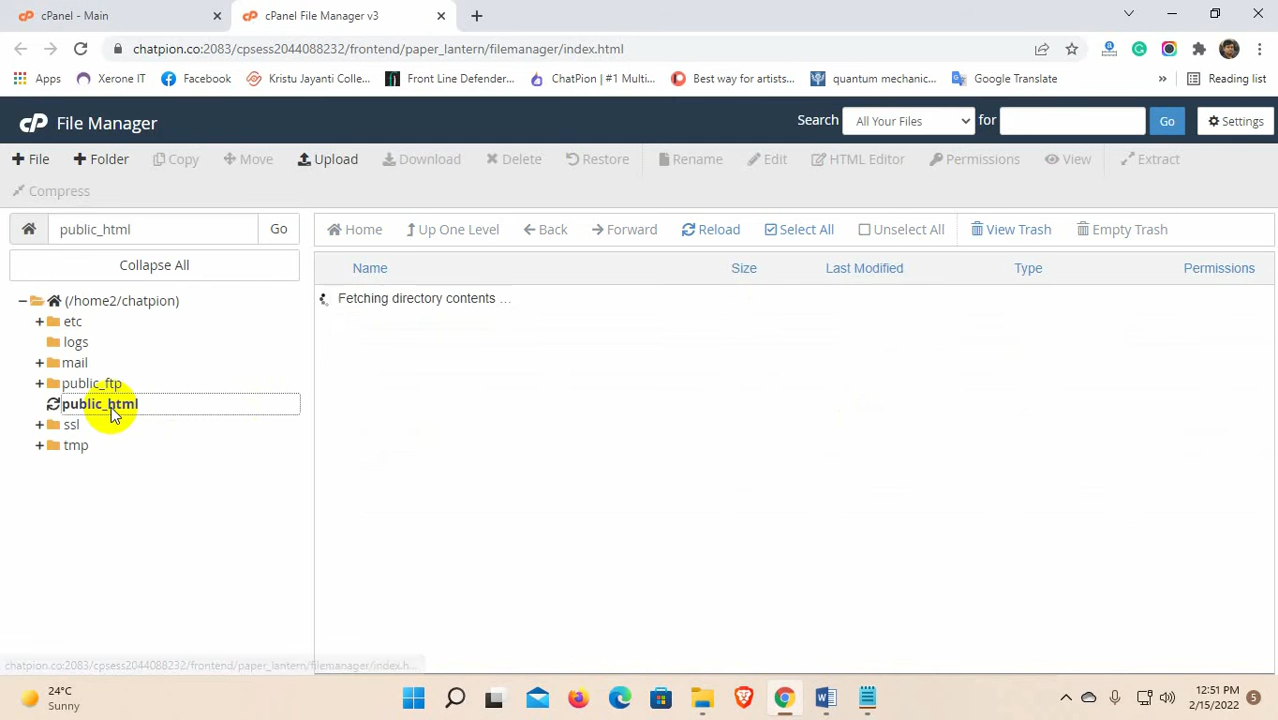 cPanel - Main
cPanel File Manager v3
chatpion.co:2083/cpsess2044088232/frontend/paper_lantern/filemanager/index.html
Apps
Xerone IT
Facebook
Kristu Jayanti Colle...
Front Line Defender...
ChatPion | #1 Multi...
Best way for artists...
quantum mechanic...
Google Translate
»
Reading list
cP File Manager
Search
All Your Files
for
Go
Settings
File
Folder
Copy
Move
Upload
Download
Delete
Restore
Rename
Edit
HTML Editor
Permissions
View
Extract
Compress
public_html
Go
Home
Up One Level
Back
Forward
Reload
Select All
Unselect All
View Trash
Empty Trash
Collapse All
Name
Size
Last Modified
Type
Permissions
(/home2/chatpion)
Fetching directory contents ...
etc
logs
mail
public_ftp
public_html
ssl
tmp
chatpion.co:2083/cpsess2044088232/frontend/paper_lantern/filemanager/index.h...
24°C
Sunny
12:51 PM
2/15/2022
5